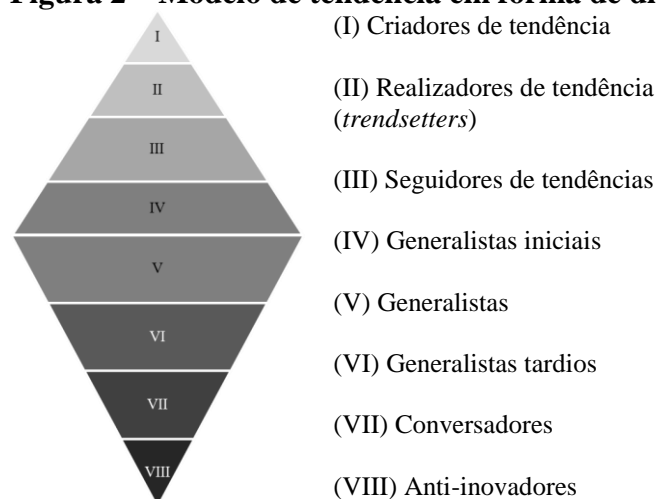 Figura 2 – Modelo de tendência em forma de di
I
(I) Criadores de tendência
II
(II) Realizadores de tendência
(trendsetters)
III
(III) Seguidores de tendências
IV
(IV) Generalistas iniciais
V
(V) Generalistas
VI
(VI) Generalistas tardios
VII
(VII) Conversadores
VIII
(VIII) Anti-inovadores